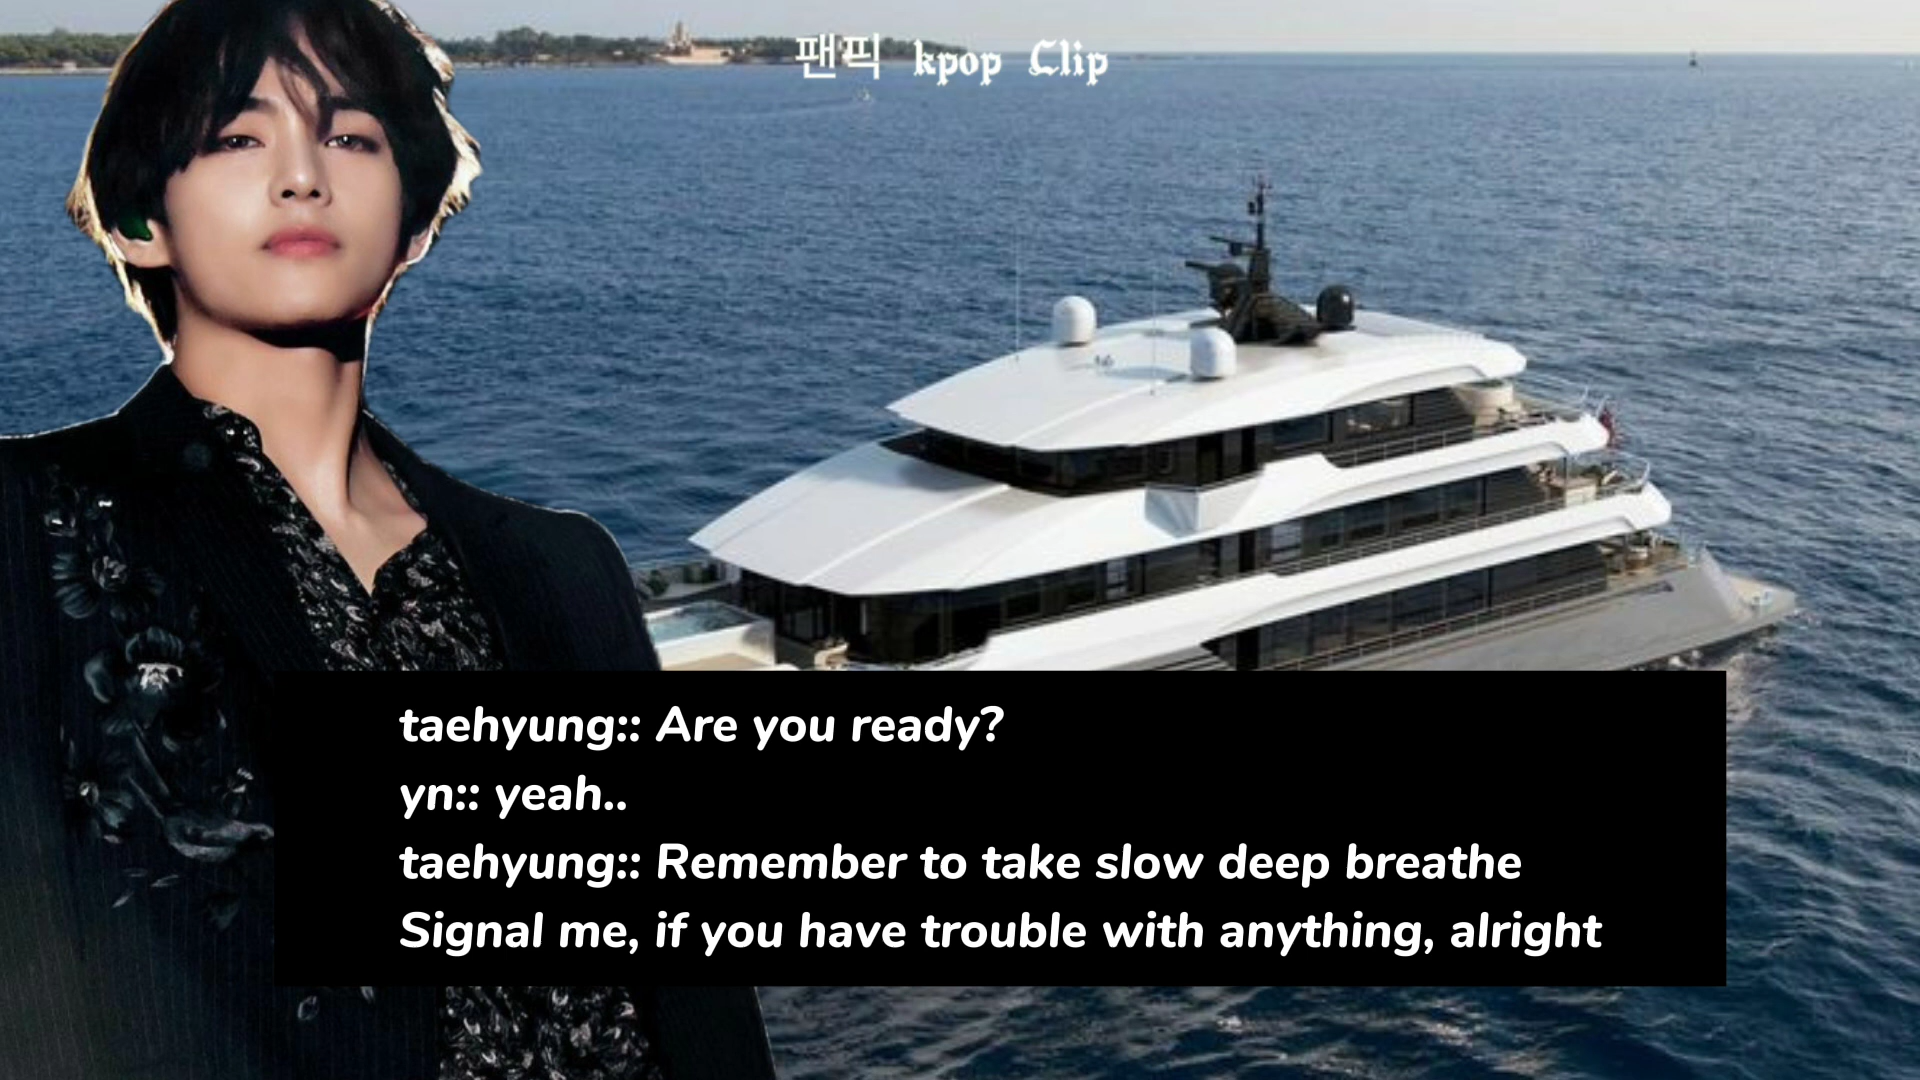 팬픽 kpop Clip
taehyung:: Are you ready?
yn:: yeah..
taehyung:: Remember to take slow deep breathe
Signal me, if you have trouble with anything, alright